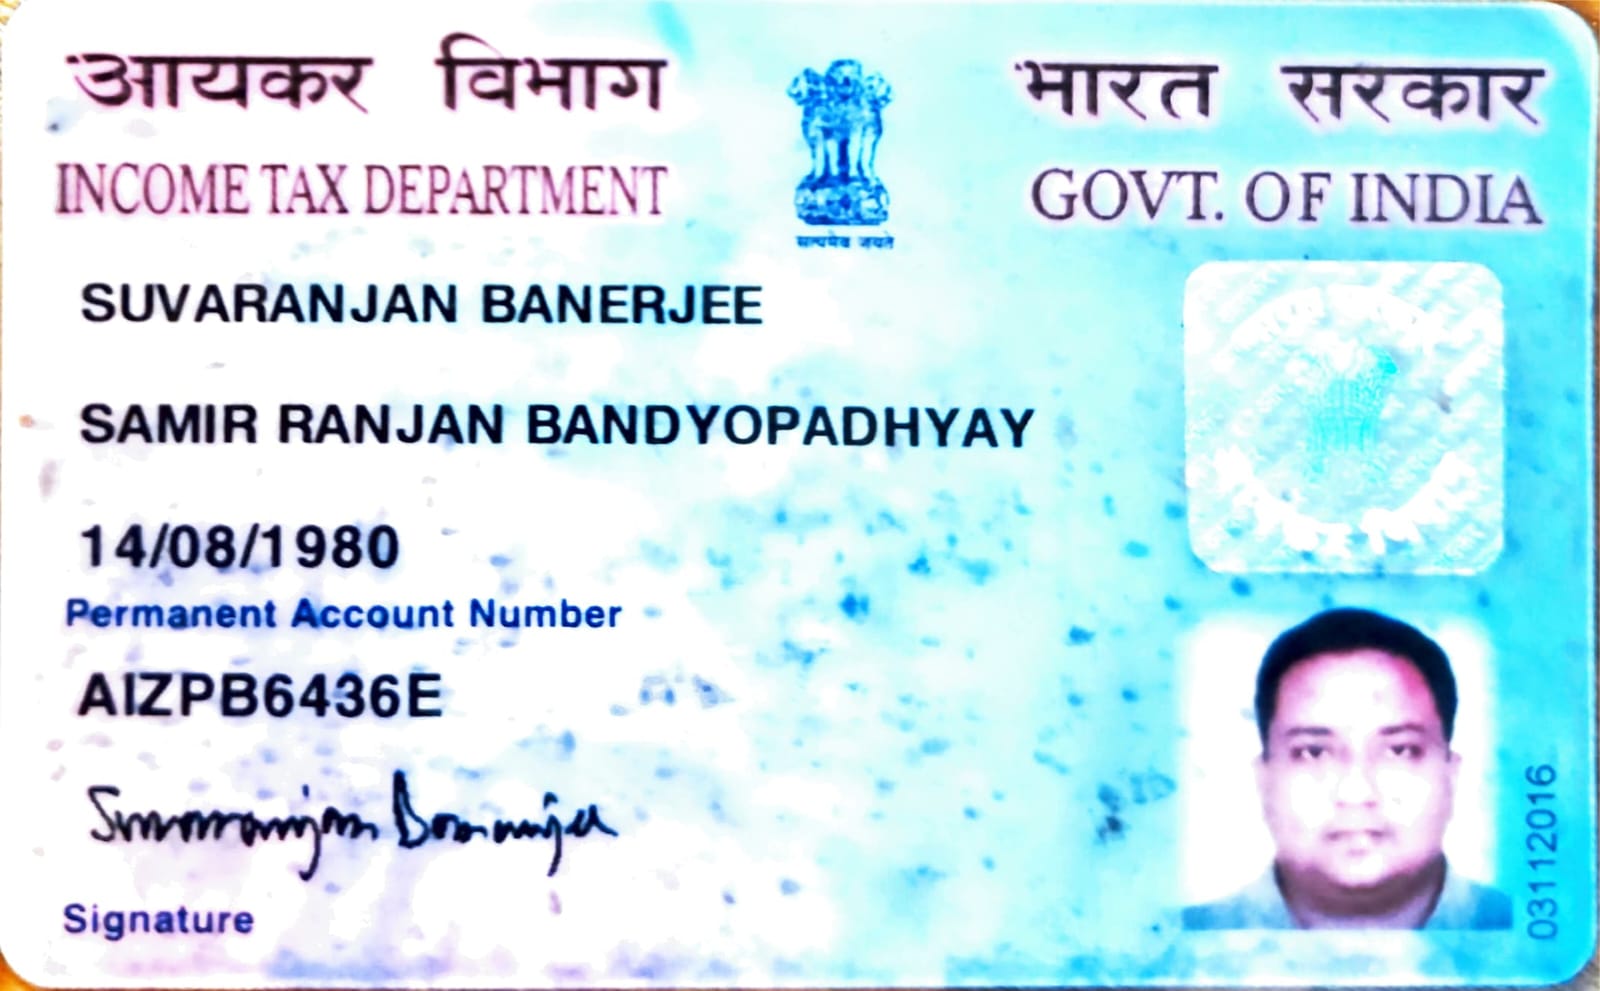 आयकर विभाग
INCOME TAX DEPARTMENT
सत्यमेव जयते
भारत सरकार
GOVT. OF INDIA
SUVARANJAN BANERJEE
SAMIR RANJAN BANDYOPADHYAY
14/08/1980
Permanent Account Number
AIZPB6436E
Suvaranjan Banerjee
Signature
03112016